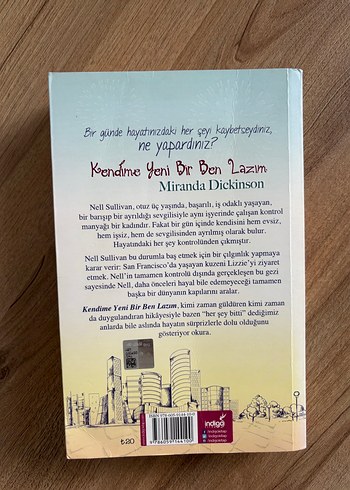 Bir günde hayatınızdaki her şeyi kaybetseydiniz,
ne yapardınız?
Kendime Yeni Bir Ben Lazım
Miranda Dickinson
Nell Sullivan, otuz üç yaşında, başarılı, iş odaklı yaşayan,
bir barışıp bir ayrıldığı sevgilisiyle aynı işyerinde çalışan kontrol
manyağı bir kadındır. Fakat bir gün içinde kendisini hem evsiz,
hem işsiz, hem de sevgilisinden ayrılmış olarak bulur.
Hayatındaki her şey kontrolünden çıkmıştır.
Nell Sullivan bu durumla baş etmek için bir çılgınlık yapmaya
karar verir: San Francisco'da yaşayan kuzeni Lizzie'yi ziyaret
etmek. Nell'in tamamen kontrolü dışında gerçekleşen bu gezi
sayesinde Nell, daha önceleri hayal bile edemeyeceği tamamen
başka bir dünyanın kapılarını aralar.
Kendime Yeni Bir Ben Lazım, kimi zaman güldüren kimi zaman
da duygulandıran hikâyesiyle bazen "her şey bitti" dediğimiz
anlarda bile aslında hayatın sürprizlerle dolu olduğunu
gösteriyor okura.
₺20
indigo